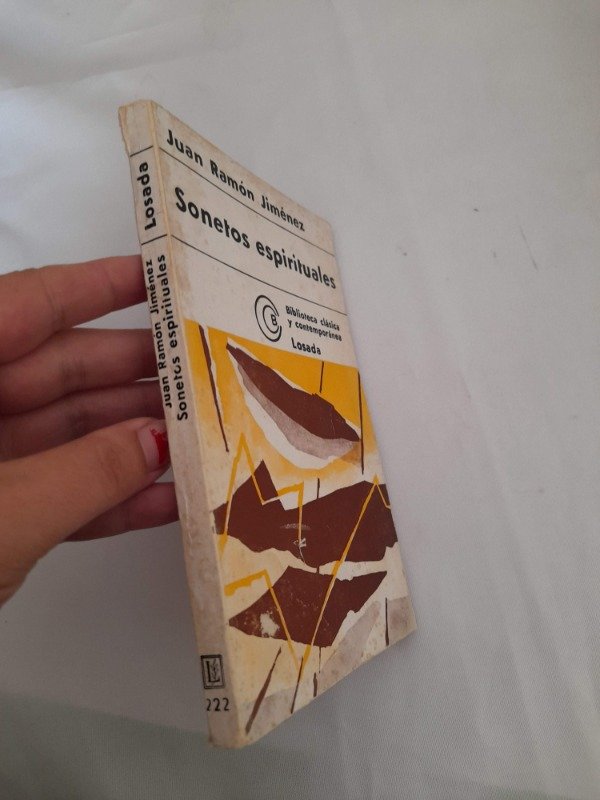 Juan Ramón Jiménez
Sonetos espirituales
B
Biblioteca clásica
y contemporánea
Losada
Losada
Juan Ramón Jiménez
Sonetos espirituales
L
222